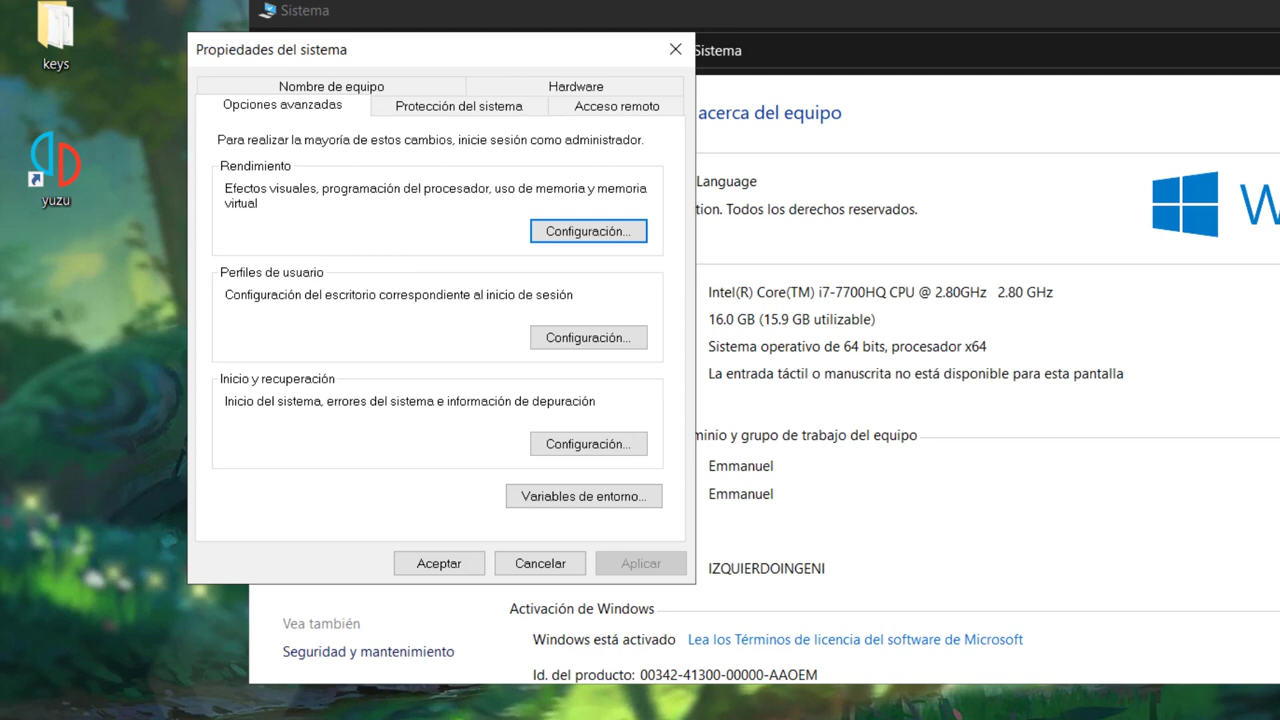 keys
yuzu
Sistema
Sistema
Propiedades del sistema
Nombre de equipo
Hardware
Opciones avanzadas
Protección del sistema
Acceso remoto
Para realizar la mayoría de estos cambios, inicie sesión como administrador.
Rendimiento
Efectos visuales, programación del procesador, uso de memoria y memoria
virtual
Configuración...
Perfiles de usuario
Configuración del escritorio correspondiente al inicio de sesión
Configuración...
Inicio y recuperación
Inicio del sistema, errores del sistema e información de depuración
Configuración...
Variables de entorno...
Aceptar
Cancelar
Aplicar
acerca del equipo
Language
tion. Todos los derechos reservados.
W
Intel(R) Core(TM) i7-7700HQ CPU @ 2.80GHz 2.80 GHz
16.0 GB (15.9 GB utilizable)
Sistema operativo de 64 bits, procesador x64
La entrada táctil o manuscrita no está disponible para esta pantalla
minio y grupo de trabajo del equipo
Emmanuel
Emmanuel
IZQUIERDOINGENI
Activación de Windows
Windows está activado Lea los Términos de licencia del software de Microsoft
Id. del producto: 00342-41300-00000-AAOEM
Vea también
Seguridad y mantenimiento